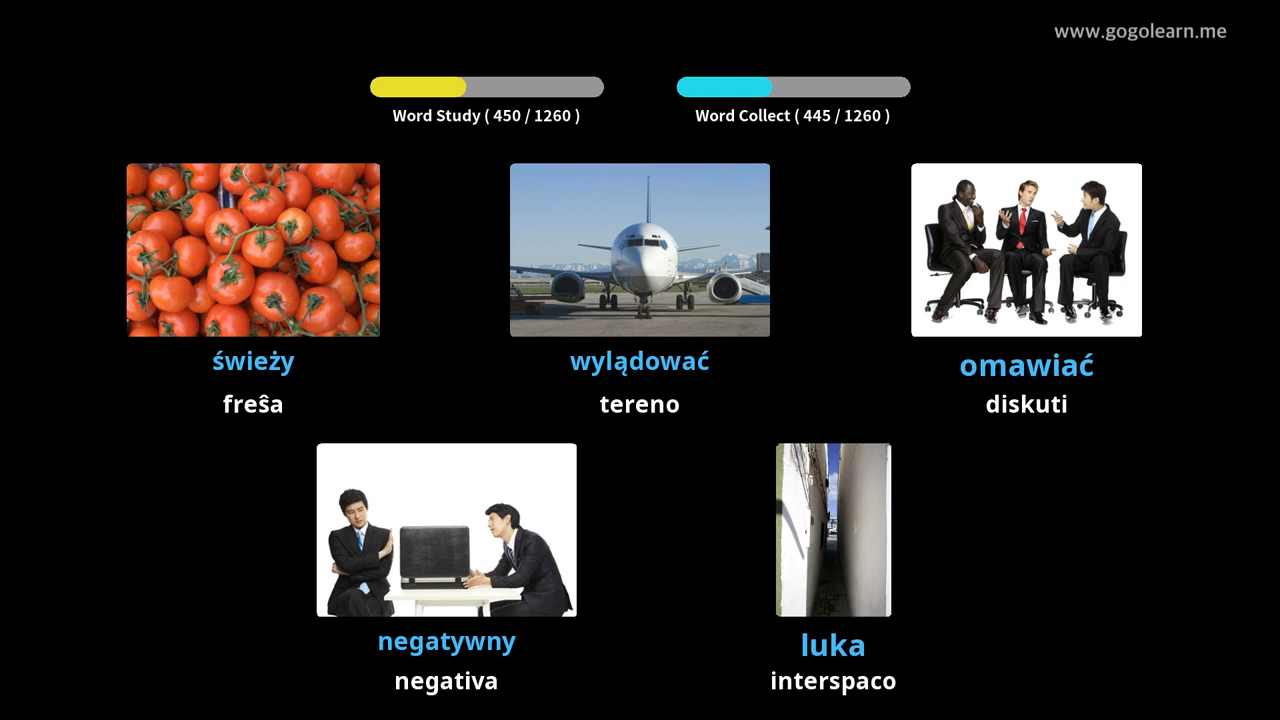 www.gogolearn.me
Word Study ( 450 / 1260 )
Word Collect ( 445 / 1260 )
świeży
wylądować
omawiać
freŝa
tereno
diskuti
negatywny
luka
negativa
interspaco